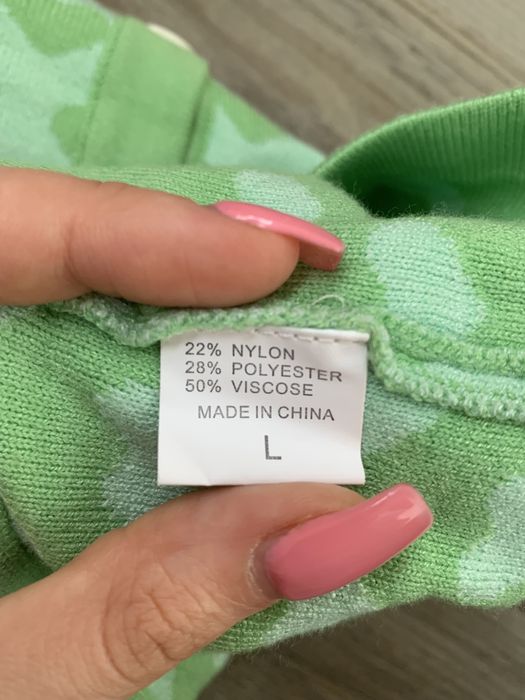 22% NYLON
28% POLYESTER
50% VISCOSE
MADE IN CHINA
L